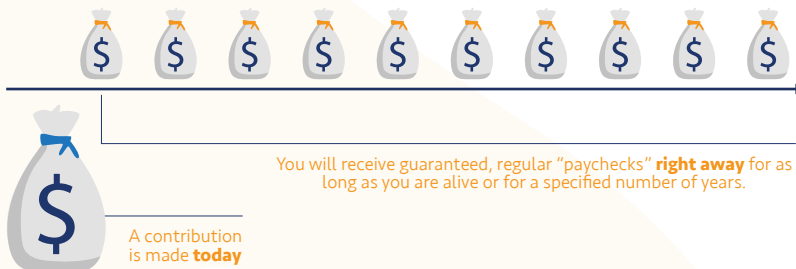 $ $ $ $ $ $ $ $ $ $
You will receive guaranteed, regular “paychecks” right away for as
long as you are alive or for a specified number of years.
$
A contribution
is made today